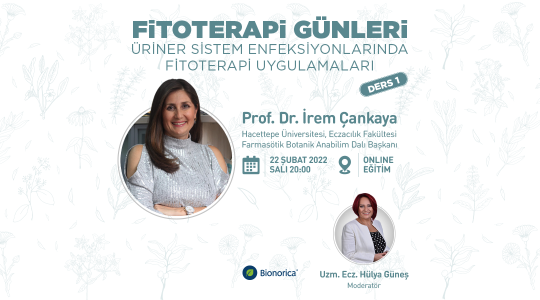 FiTOTERAPi GÜNLERi
ÜRİNER SİSTEM ENFEKSİYONLARINDA
FİTOTERAPİ UYGULAMALARI
DERS 1
Prof. Dr. İrem Çankaya
Hacettepe Üniversitesi, Eczacılık Fakültesi
Farmasötik Botanik Anabilim Dalı Başkanı
22 ŞUBAT 2022
SALI 20:00
ONLINE
EĞİTİM
Bionorica®
Uzm. Ecz. Hülya Güneş
Moderatör